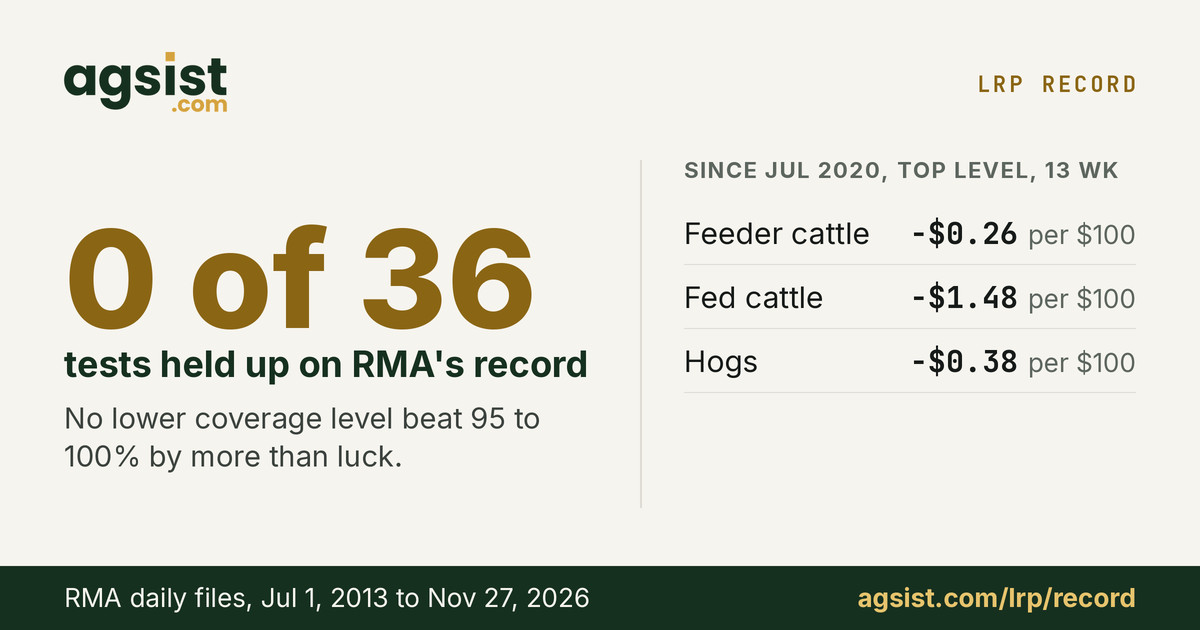 agsist
.com
LRP RECORD
0 of 36
tests held up on RMA's record
No lower coverage level beat 95 to
100% by more than luck.
SINCE JUL 2020, TOP LEVEL, 13 WK
Feeder cattle -$0.26 per $100
Fed cattle -$1.48 per $100
Hogs -$0.38 per $100
RMA daily files, Jul 1, 2013 to Nov 27, 2026
agsist.com/lrp/record